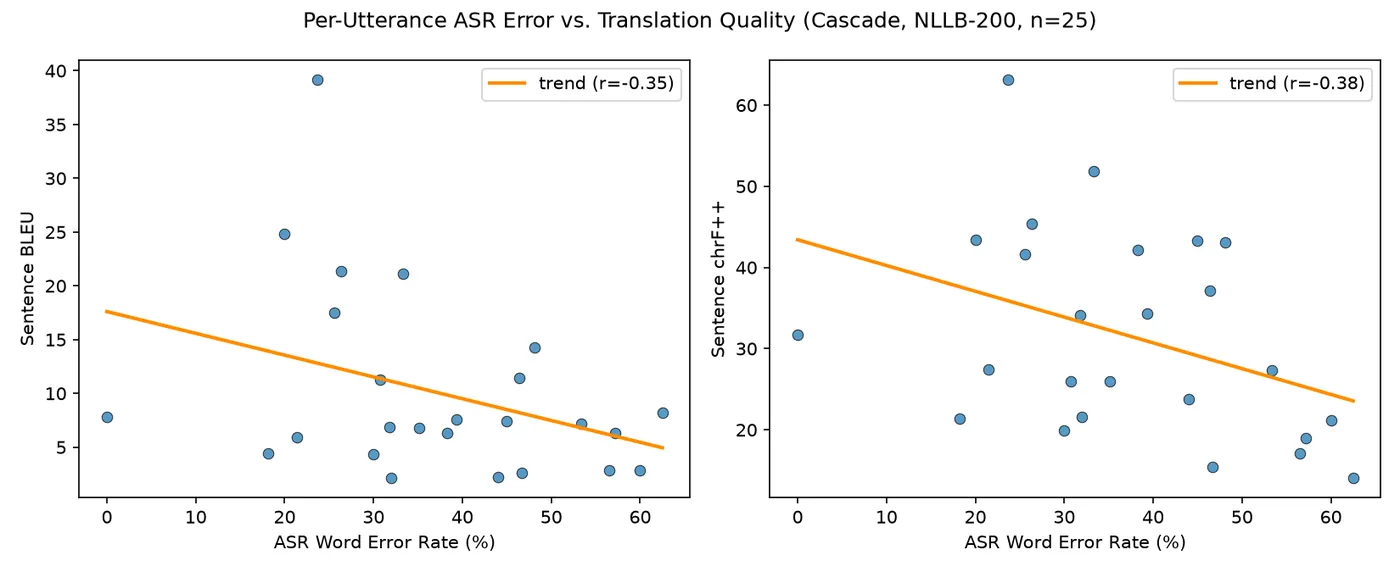 Per-Utterance ASR Error vs. Translation Quality (Cascade, NLLB-200, n=25)
trend (r=-0.35)
40
35
30
25
20
15
10
5
Sentence BLEU
0 10 20 30 40 50 60
ASR Word Error Rate (%)
trend (r=-0.38)
60
50
40
30
20
Sentence chrF++
0 10 20 30 40 50 60
ASR Word Error Rate (%)